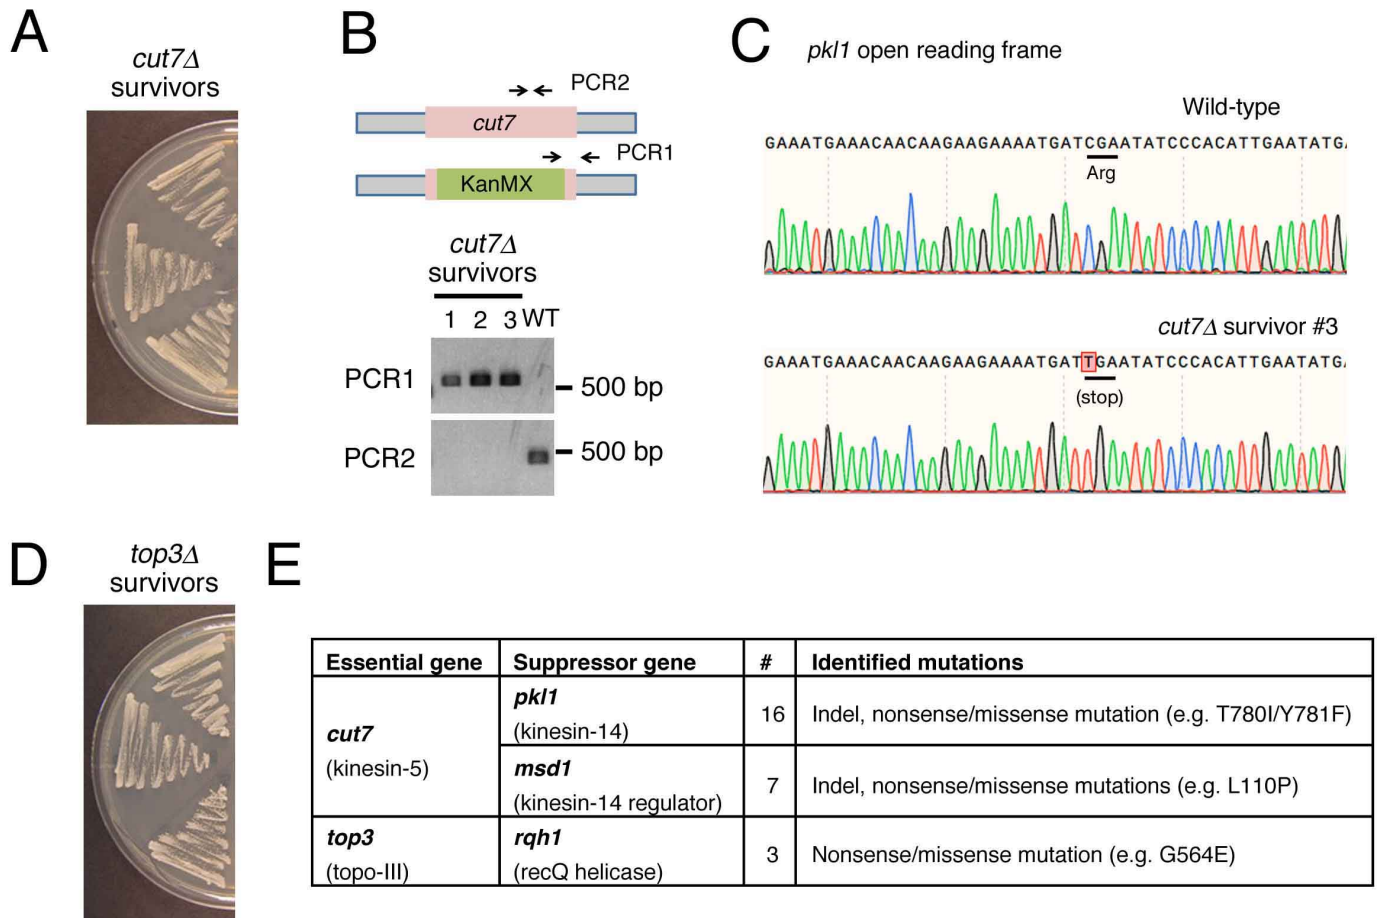 A
cut7Δ
survivors
B
PCR2
cut7
PCR1
KanMX
cut7Δ
survivors
1 2 3 WT
PCR1
500 bp
PCR2
500 bp
C
pkl1 open reading frame
Wild-type
GAAATGAAACAACAAGAAGAAAATGATCGAATATCCCACATTGAATATGA
Arg
cut7Δ survivor #3
GAAATGAAACAACAAGAAGAAAATGATTGAATATCCCACATTGAATATGA
(stop)
D
top3Δ
survivors
E
Essential gene Suppressor gene # Identified mutations
cut7
(kinesin-5)
pkl1
(kinesin-14)
16 Indel, nonsense/missense mutation (e.g. T780I/Y781F)
msd1
(kinesin-14 regulator)
7 Indel, nonsense/missense mutations (e.g. L110P)
top3
(topo-III)
rqh1
(recQ helicase)
3 Nonsense/missense mutation (e.g. G564E)